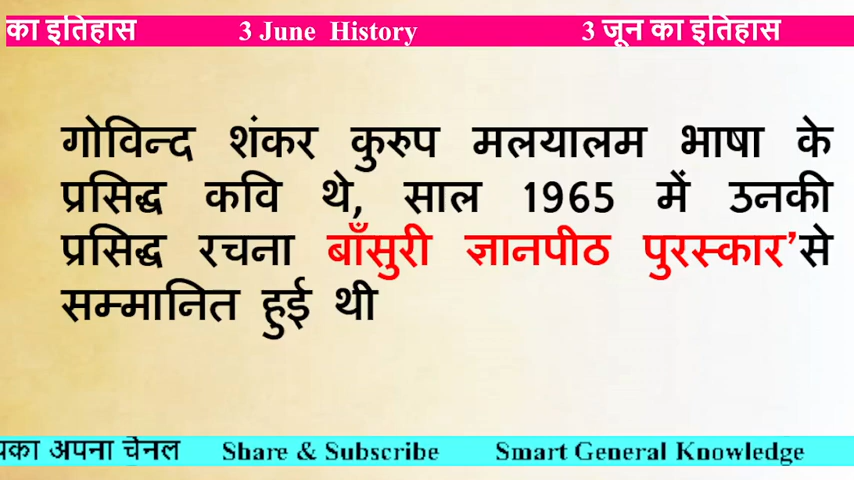 का इतिहास 3 June History 3 जून का इतिहास
गोविन्द शंकर कुरुप मलयालम भाषा के
प्रसिद्ध कवि थे, साल 1965 में उनकी
प्रसिद्ध रचना बाँसुरी ज्ञानपीठ पुरस्कार’से
सम्मानित हुई थी
अपना चैनल Share & Subscribe Smart General Knowledge